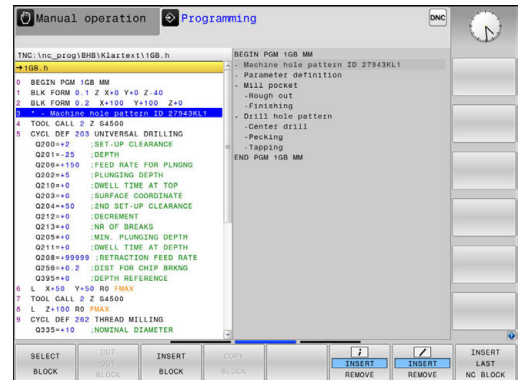 Manual operation
Programming
DNC
TNC:\nc_prog\BHB\Klartext\1GB.h
→1GB.h
0 BEGIN PGM 1GB MM
1 BLK FORM 0.1 Z X+0 Y+0 Z-40
2 BLK FORM 0.2 X+100 Y+100 Z+0
3 * - Machine hole pattern ID 27943KL1
4 TOOL CALL 2 Z S4500
5 CYCL DEF 203 UNIVERSAL DRILLING
Q200=+2 ;SET-UP CLEARANCE
Q201=-25 ;DEPTH
Q206=+150 ;FEED RATE FOR PLNGNG
Q202=+5 ;PLUNGING DEPTH
Q210=+0 ;DWELL TIME AT TOP
Q203=+0 ;SURFACE COORDINATE
Q204=+50 ;2ND SET-UP CLEARANCE
Q212=+0 ;DECREMENT
Q213=+0 ;NR OF BREAKS
Q205=+0 ;MIN. PLUNGING DEPTH
Q211=+0 ;DWELL TIME AT DEPTH
Q208=+99999 ;RETRACTION FEED RATE
Q256=+0.2 ;DIST FOR CHIP BRKNG
Q395=+0 ;DEPTH REFERENCE
6 L X+50 Y+50 R0 FMAX
7 TOOL CALL 2 Z S4500
8 L Z+100 R0 FMAX
9 CYCL DEF 262 THREAD MILLING
Q335=+10 ;NOMINAL DIAMETER
BEGIN PGM 1GB MM
- Machine hole pattern ID 27943KL1
- Parameter definition
- Mill pocket
-Rough out
-Finishing
- Drill hole pattern
-Center drill
-Pecking
-Tapping
END PGM 1GB MM
SELECT BLOCK
CUT OUT BLOCK
INSERT BLOCK
COPY BLOCK
INSERT REMOVE
INSERT REMOVE
INSERT LAST NC BLOCK